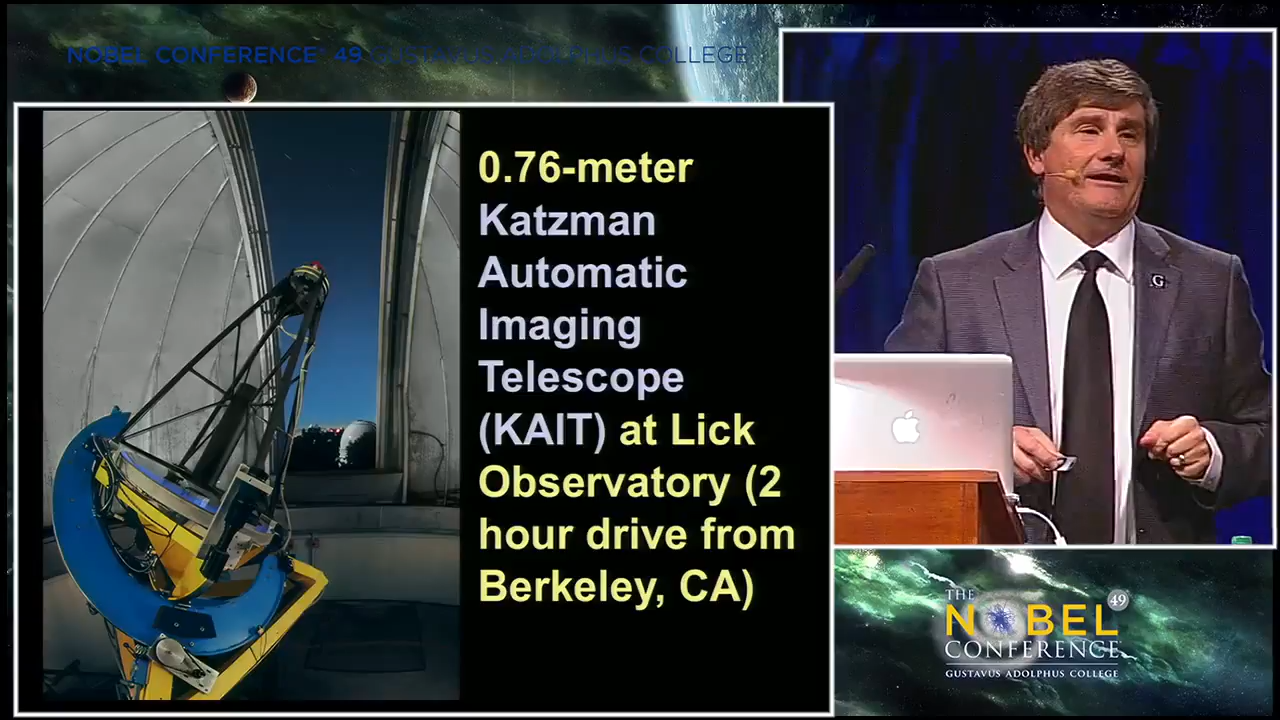 NOBEL CONFERENCE® 49 GUSTAVUS ADOLPHUS COLLEGE
0.76-meter
Katzman
Automatic
Imaging
Telescope
(KAIT) at Lick
Observatory (2
hour drive from
Berkeley, CA)
G
THE
NOBEL 49
CONFERENCE
GUSTAVUS ADOLPHUS COLLEGE